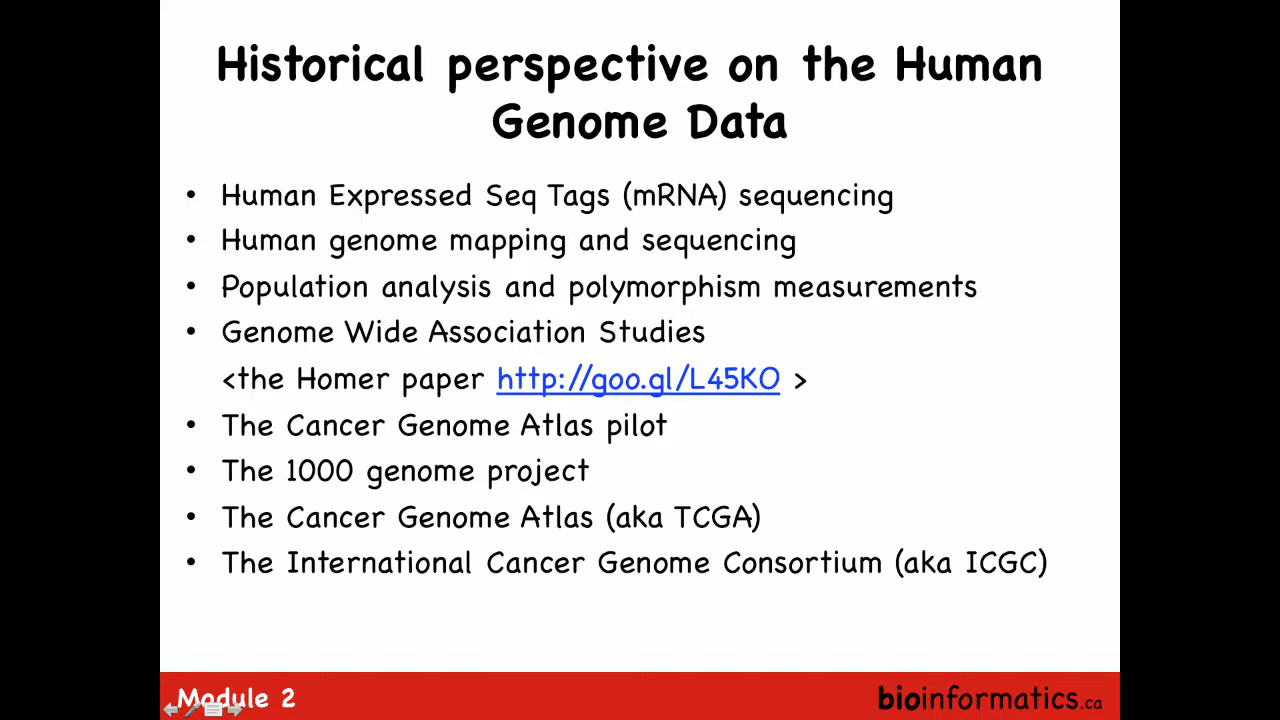 Historical perspective on the Human
Genome Data
• Human Expressed Seq Tags (mRNA) sequencing
• Human genome mapping and sequencing
• Population analysis and polymorphism measurements
• Genome Wide Association Studies
<the Homer paper http://goo.gl/L45KO >
• The Cancer Genome Atlas pilot
• The 1000 genome project
• The Cancer Genome Atlas (aka TCGA)
• The International Cancer Genome Consortium (aka ICGC)
Module 2
bioinformatics.ca